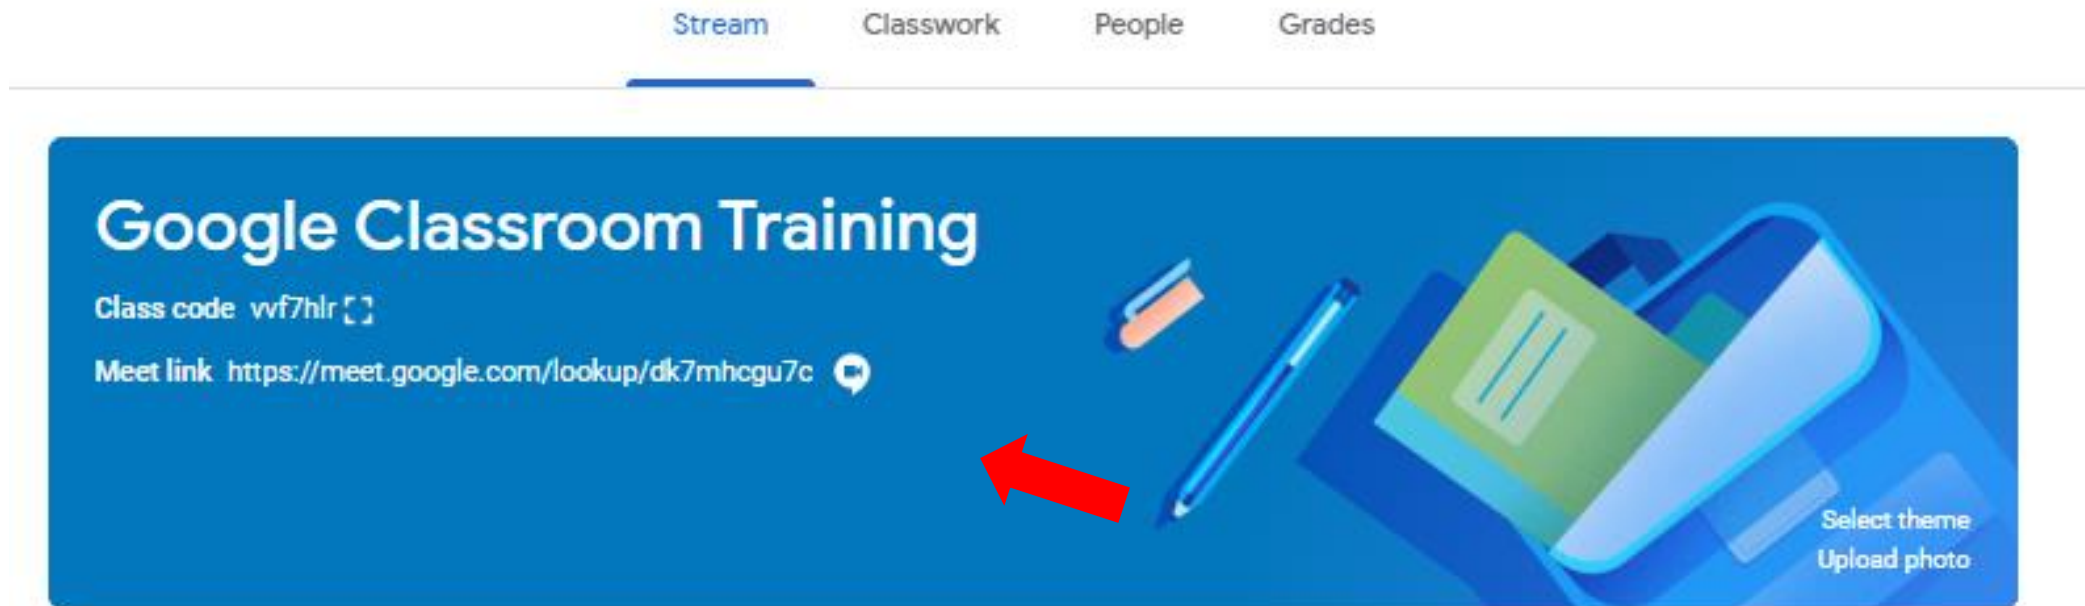 Stream Classwork People Grades
Google Classroom Training
Class code vvf7hlr
Meet link https://meet.google.com/lookup/dk7mhcgu7c
Select theme
Upload photo